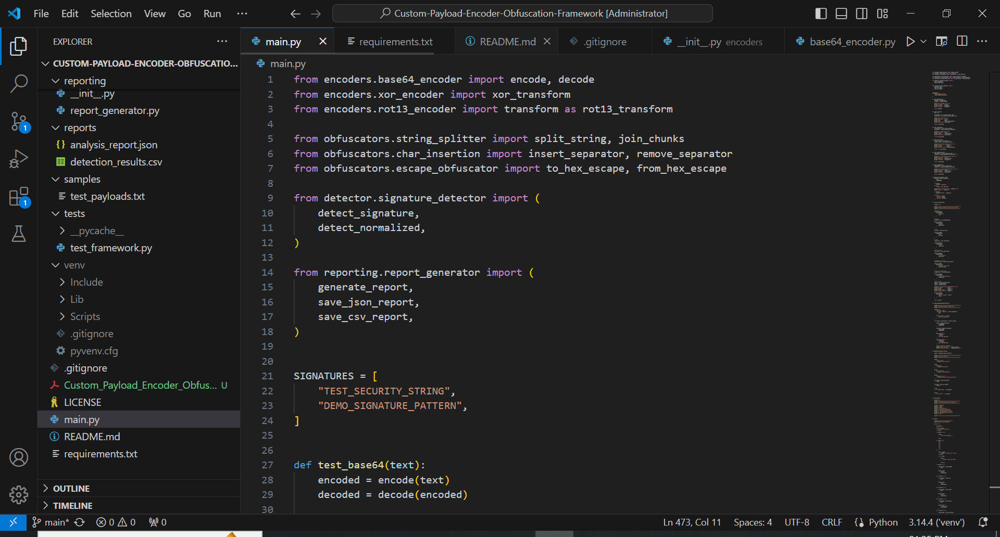 File Edit Selection View Go Run ···
Custom-Payload-Encoder-Obfuscation-Framework [Administrator]
EXPLORER ···
main.py
requirements.txt
README.md
.gitignore
__init__.py encoders
base64_encoder.py
CUSTOM-PAYLOAD-ENCODER-OBFUSCATIO...
reporting
__init__.py
report_generator.py
reports
{} analysis_report.json
detection_results.csv
samples
test_payloads.txt
tests
__pycache__
test_framework.py
venv
Include
Lib
Scripts
.gitignore
pyvenv.cfg
.gitignore
Custom_Payload_Encoder_Obfus... U
LICENSE
main.py
README.md
requirements.txt
OUTLINE
TIMELINE
1
1
main.py
1 from encoders.base64_encoder import encode, decode
2 from encoders.xor_encoder import xor_transform
3 from encoders.rot13_encoder import transform as rot13_transform
4
5 from obfuscators.string_splitter import split_string, join_chunks
6 from obfuscators.char_insertion import insert_separator, remove_separator
7 from obfuscators.escape_obfuscator import to_hex_escape, from_hex_escape
8
9 from detector.signature_detector import (
10 detect_signature,
11 detect_normalized,
12 )
13
14 from reporting.report_generator import (
15 generate_report,
16 save_json_report,
17 save_csv_report,
18 )
19
20
21 SIGNATURES = [
22 "TEST_SECURITY_STRING",
23 "DEMO_SIGNATURE_PATTERN",
24 ]
25
26
27 def test_base64(text):
28 encoded = encode(text)
29 decoded = decode(encoded)
30
main* 0 0 0
Ln 473, Col 11 Spaces: 4 UTF-8 CRLF Python 3.14.4 ('venv')